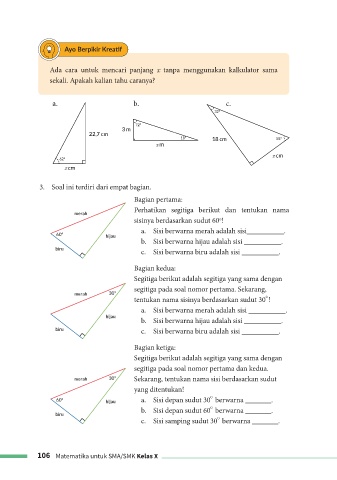 Ayo Berpikir Kreatif
Ada cara untuk mencari panjang x tanpa menggunakan kalkulator sama
sekali. Apakah kalian tahu caranya?
a.
b.
c.
22,7 cm
x cm
3 m
x m
18 cm
x cm
3. Soal ini terdiri dari empat bagian.
Bagian pertama:
Perhatikan segitiga berikut dan tentukan nama
sisinya berdasarkan sudut 60°!
a. Sisi berwarna merah adalah sisi__________.
b. Sisi berwarna hijau adalah sisi __________.
c. Sisi berwarna biru adalah sisi __________.
merah
60°
hijau
biru
Bagian kedua:
Segitiga berikut adalah segitiga yang sama dengan
segitiga pada soal nomor pertama. Sekarang,
tentukan nama sisinya berdasarkan sudut 30°!
a. Sisi berwarna merah adalah sisi __________.
b. Sisi berwarna hijau adalah sisi __________.
c. Sisi berwarna biru adalah sisi __________.
merah
30°
hijau
biru
Bagian ketiga:
Segitiga berikut adalah segitiga yang sama dengan
segitiga pada soal nomor pertama dan kedua.
Sekarang, tentukan nama sisi berdasarkan sudut
yang ditentukan!
a. Sisi depan sudut 30° berwarna _______.
b. Sisi depan sudut 60° berwarna _______.
c. Sisi samping sudut 30° berwarna _______.
merah
30°
60°
hijau
biru
106 Matematika untuk SMA/SMK Kelas X